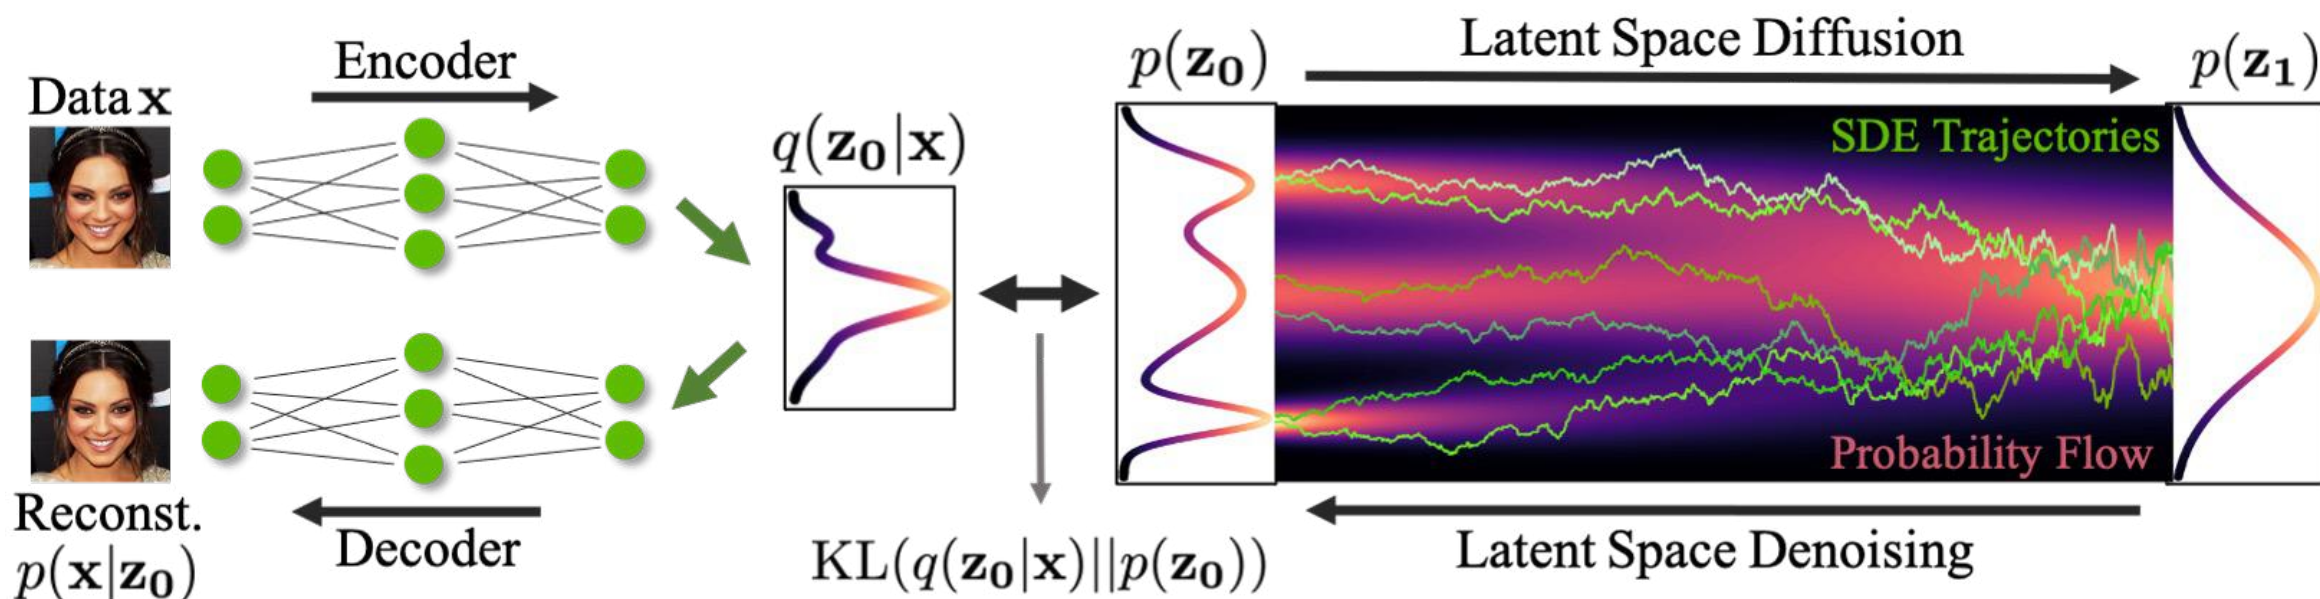 Data x
Encoder
q(z₀|x)
p(z₀)
Latent Space Diffusion
p(z₁)
SDE Trajectories
Probability Flow
Reconst.
p(x|z₀)
Decoder
KL(q(z₀|x)||p(z₀))
Latent Space Denoising